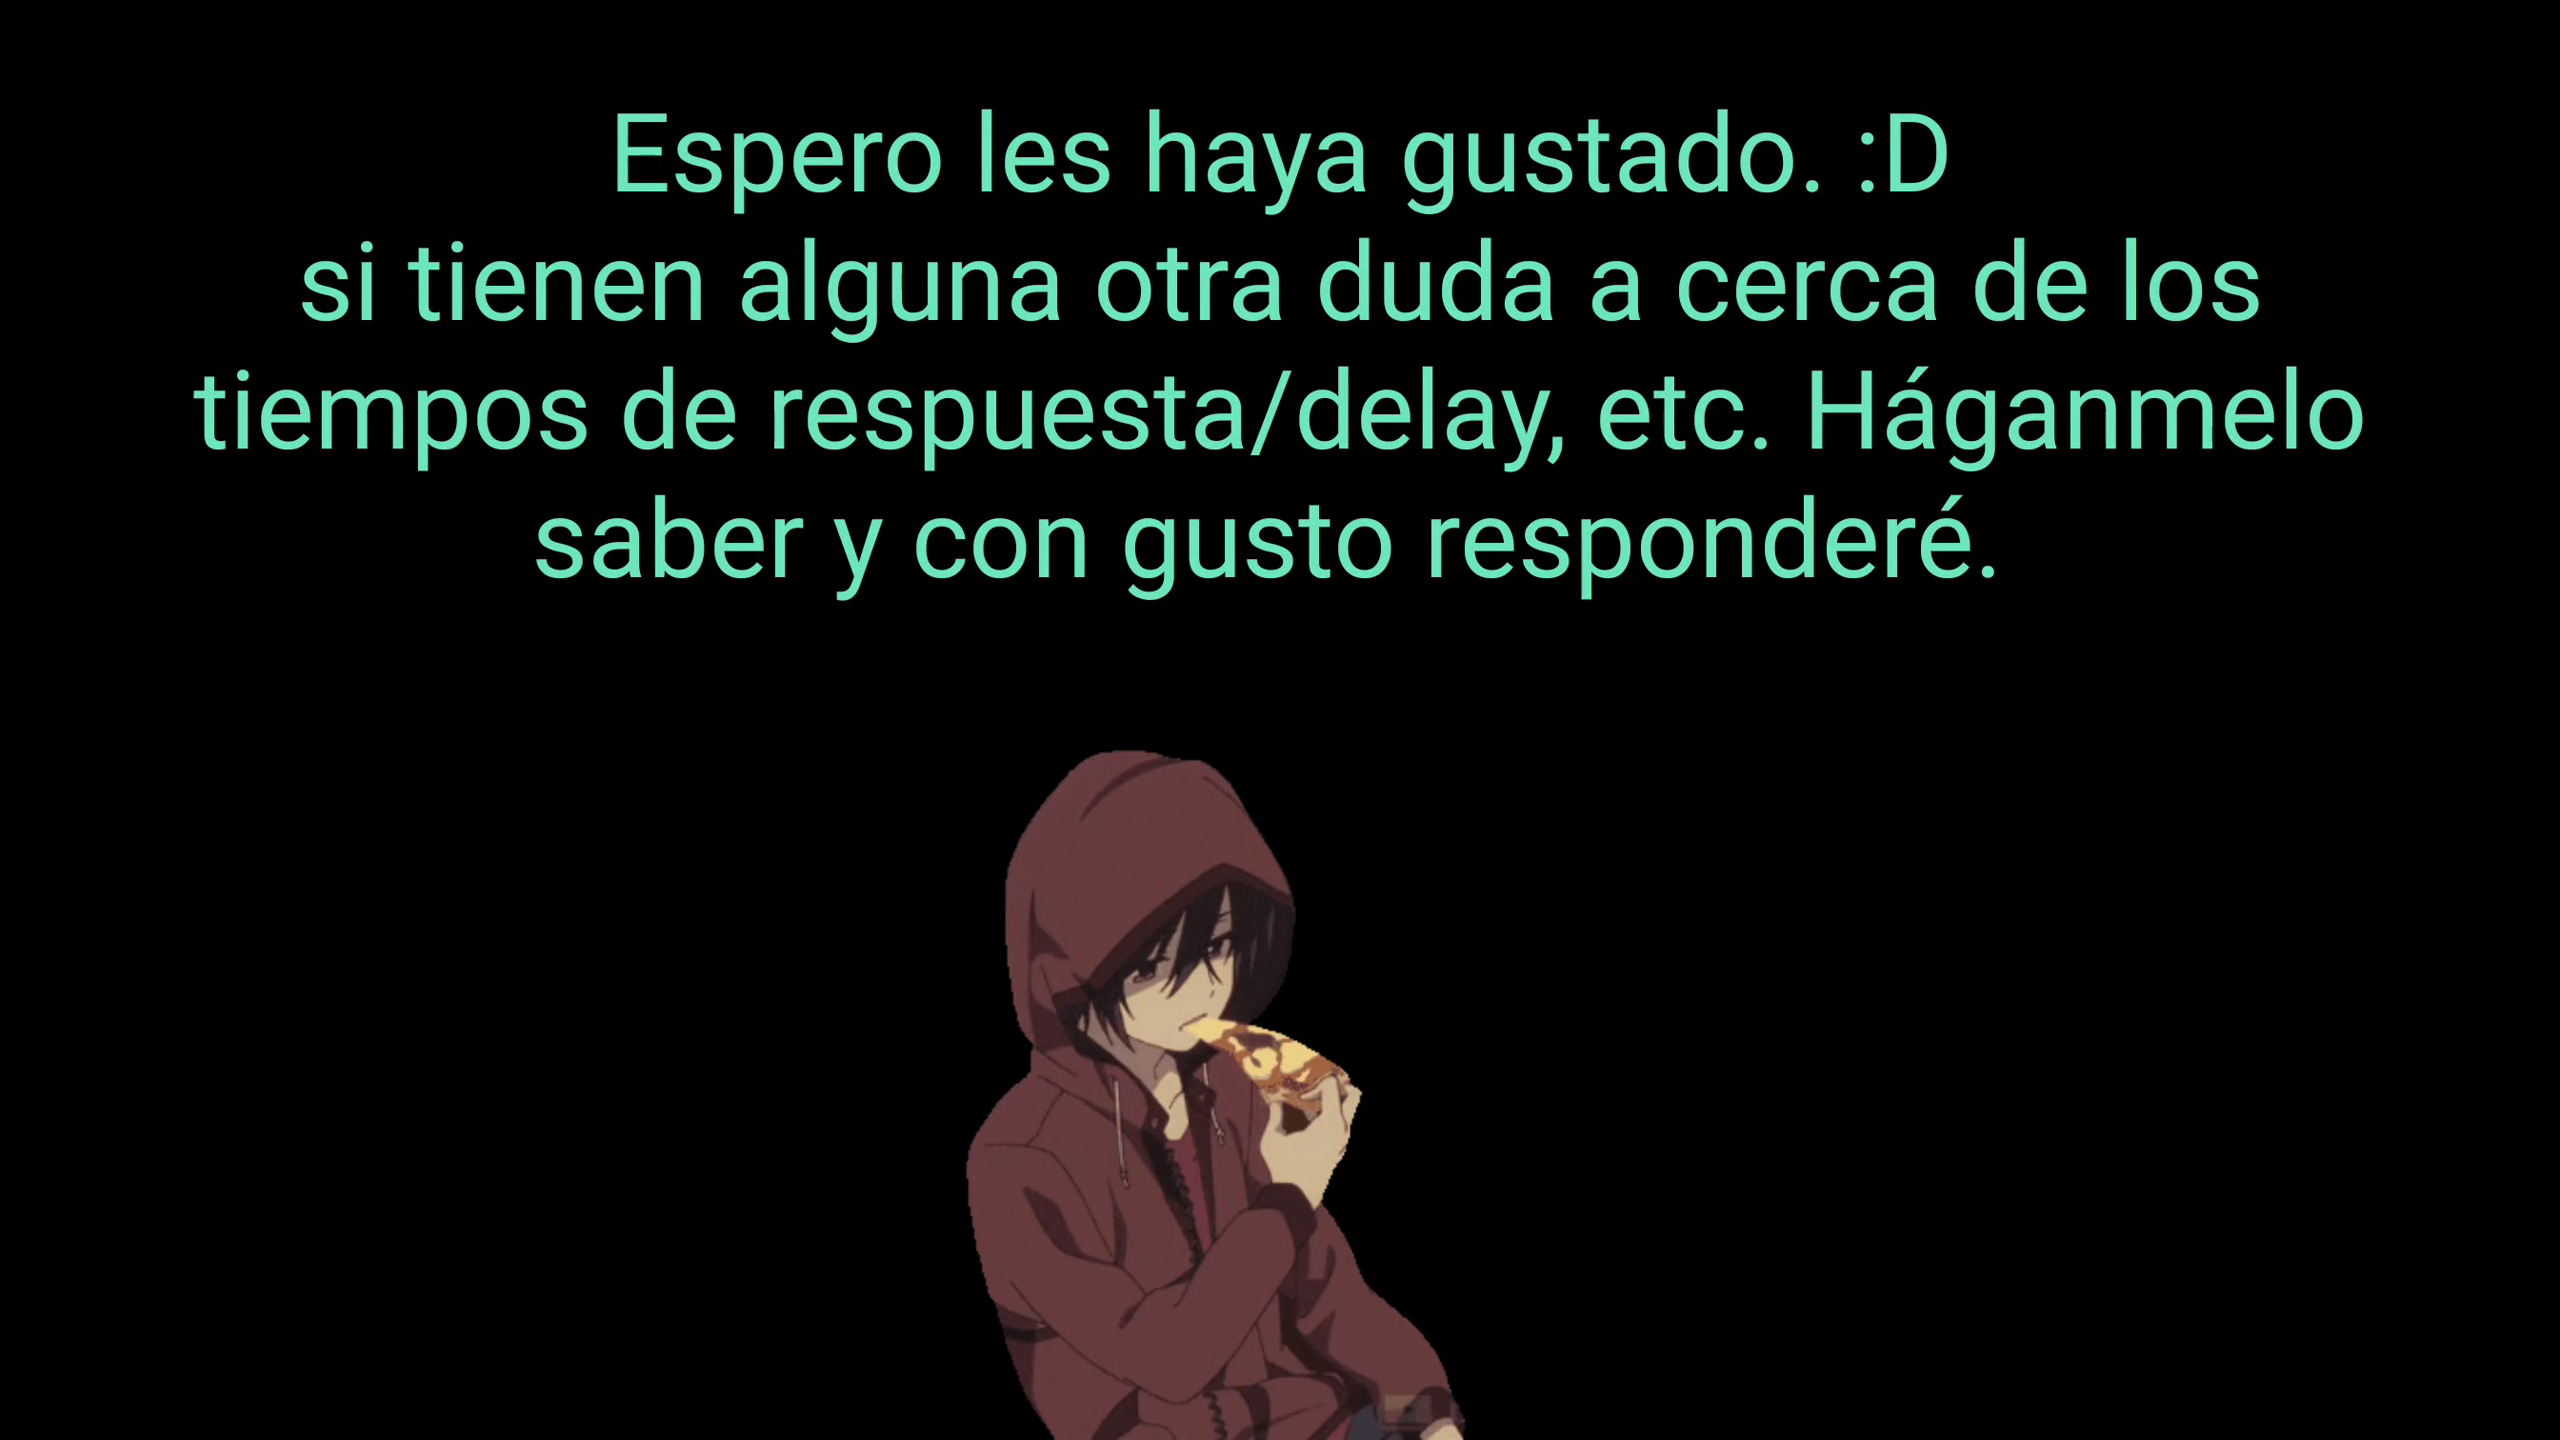 Espero les haya gustado. :D
si tienen alguna otra duda a cerca de los
tiempos de respuesta/delay, etc. Háganmelo
saber y con gusto responderé.